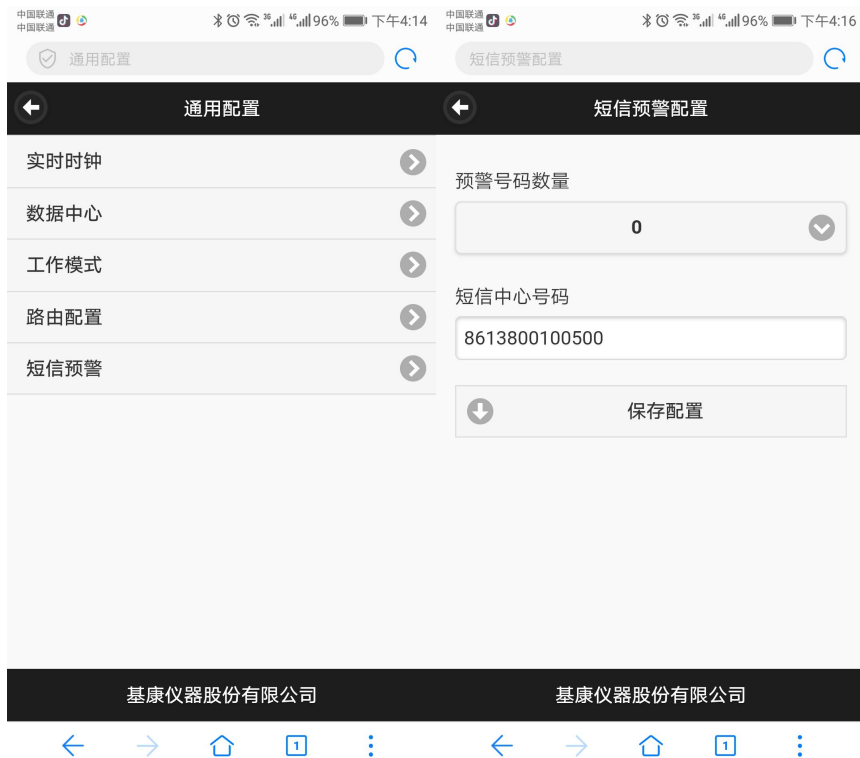 中国联通
中国联通
3G 4G 96% 下午4:14
通用配置
通用配置
实时时钟
数据中心
工作模式
路由配置
短信预警
基康仪器股份有限公司
1
中国联通
中国联通
3G 4G 96% 下午4:16
短信预警配置
短信预警配置
预警号码数量
0
短信中心号码
8613800100500
保存配置
基康仪器股份有限公司
1